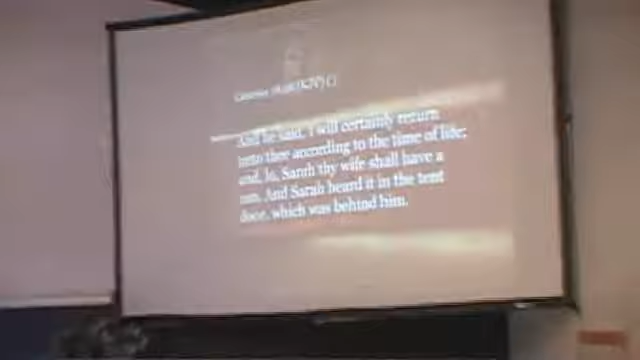 And he said, I will certainly return
unto thee according to the time of life;
and, lo, Sarah thy wife shall have a
son. And Sarah heard it in the tent
door, which was behind him.